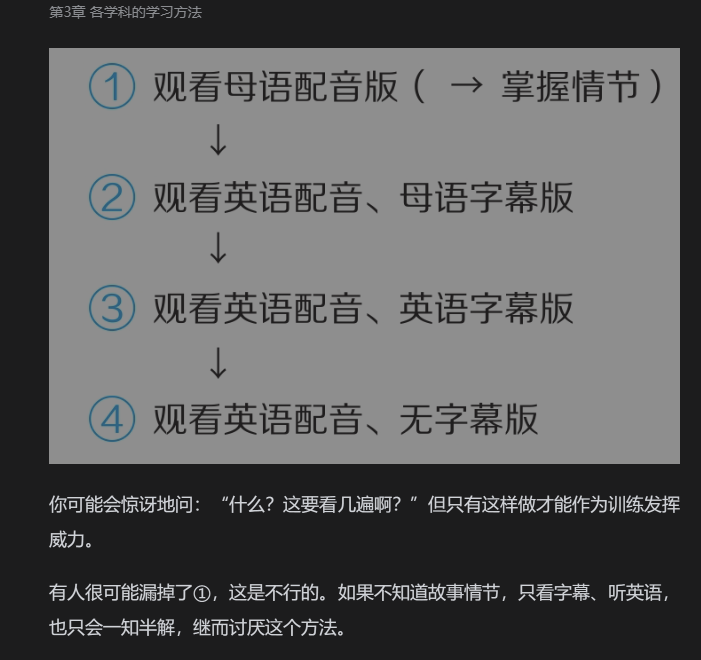 第3章 各学科的学习方法
① 观看母语配音版（ → 掌握情节）
↓
② 观看英语配音、母语字幕版
↓
③ 观看英语配音、英语字幕版
↓
④ 观看英语配音、无字幕版
你可能会惊讶地问：“什么？这要看几遍啊？”但只有这样做才能作为训练发挥
威力。
有人很可能漏掉了①，这是不行的。如果不知道故事情节，只看字幕、听英语，
也只会一知半解，继而讨厌这个方法。